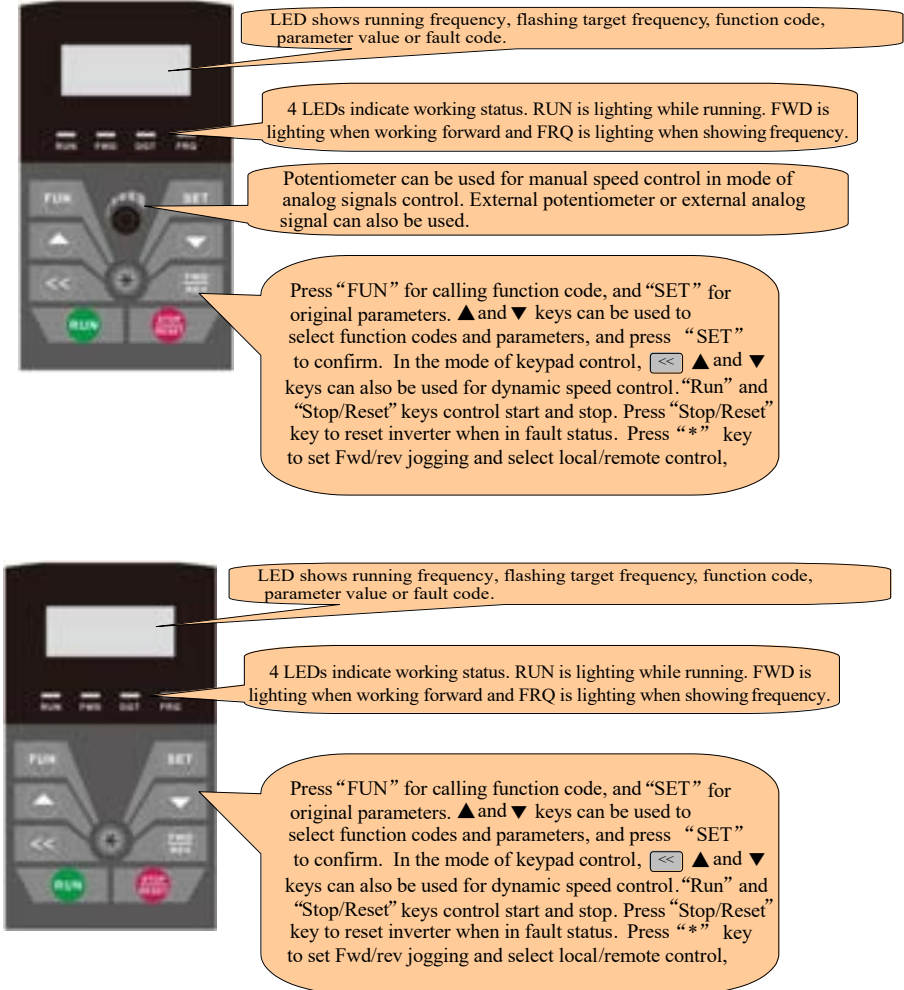 LED shows running frequency, flashing target frequency, function code,
parameter value or fault code.
4 LEDs indicate working status. RUN is lighting while running. FWD is
lighting when working forward and FRQ is lighting when showing frequency.
RUN FWD DGT FRQ
Potentiometer can be used for manual speed control in mode of
analog signals control. External potentiometer or external analog
signal can also be used.
FUN SET
<< FWD
REV
RUN STOP
RESET
Press “FUN” for calling function code, and “SET” for
original parameters. ▲ and ▼ keys can be used to
select function codes and parameters, and press “SET”
to confirm. In the mode of keypad control, << ▲ and ▼
keys can also be used for dynamic speed control. “Run” and
“Stop/Reset” keys control start and stop. Press “Stop/Reset”
key to reset inverter when in fault status. Press “*” key
to set Fwd/rev jogging and select local/remote control,
LED shows running frequency, flashing target frequency, function code,
parameter value or fault code.
4 LEDs indicate working status. RUN is lighting while running. FWD is
lighting when working forward and FRQ is lighting when showing frequency.
RUN FWD DGT FRQ
FUN SET
<< FWD
REV
RUN STOP
RESET
Press “FUN” for calling function code, and “SET” for
original parameters. ▲ and ▼ keys can be used to
select function codes and parameters, and press “SET”
to confirm. In the mode of keypad control, << ▲ and ▼
keys can also be used for dynamic speed control. “Run” and
“Stop/Reset” keys control start and stop. Press “Stop/Reset”
key to reset inverter when in fault status. Press “*” key
to set Fwd/rev jogging and select local/remote control,